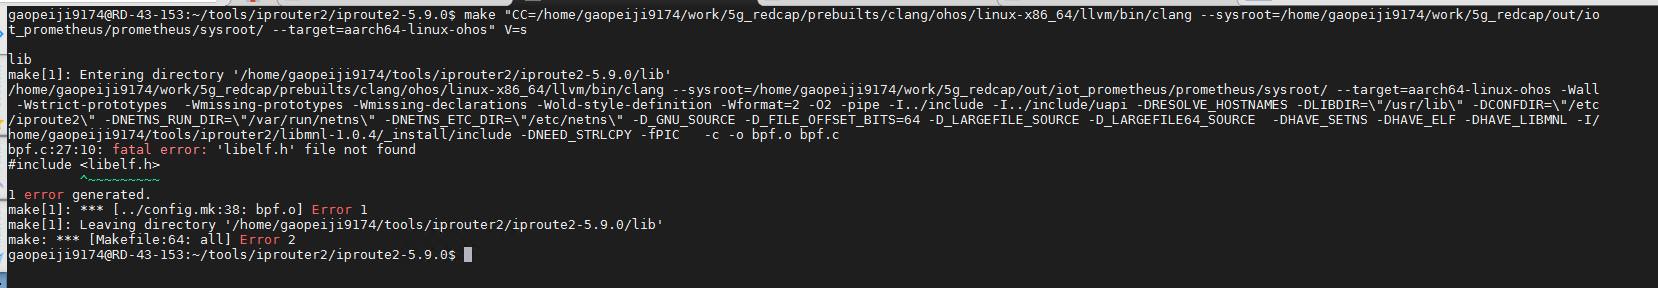 gaopeiji9174@RD-43-153:~/tools/iprouter2/iproute2-5.9.0$ make "CC=/home/gaopeiji9174/work/5g_redcap/prebuilts/clang/ohos/linux-x86_64/llvm/bin/clang --sysroot=/home/gaopeiji9174/work/5g_redcap/out/io
t_prometheus/prometheus/sysroot/ --target=aarch64-linux-ohos" V=s
lib
make[1]: Entering directory '/home/gaopeiji9174/tools/iprouter2/iproute2-5.9.0/lib'
/home/gaopeiji9174/work/5g_redcap/prebuilts/clang/ohos/linux-x86_64/llvm/bin/clang --sysroot=/home/gaopeiji9174/work/5g_redcap/out/iot_prometheus/prometheus/sysroot/ --target=aarch64-linux-ohos -Wall
 -Wstrict-prototypes  -Wmissing-prototypes -Wmissing-declarations -Wold-style-definition -Wformat=2 -O2 -pipe -I../include -I../include/uapi -DRESOLVE_HOSTNAMES -DLIBDIR=\"/usr/lib\" -DCONFDIR=\"/etc
/iproute2\" -DNETNS_RUN_DIR=\"/var/run/netns\" -DNETNS_ETC_DIR=\"/etc/netns\" -D_GNU_SOURCE -D_FILE_OFFSET_BITS=64 -D_LARGEFILE_SOURCE -D_LARGEFILE64_SOURCE  -DHAVE_SETNS -DHAVE_ELF -DHAVE_LIBMNL -I/
home/gaopeiji9174/tools/iprouter2/libmnl-1.0.4/_install/include -DNEED_STRLCPY -fPIC   -c -o bpf.o bpf.c
bpf.c:27:10: fatal error: 'libelf.h' file not found
#include <libelf.h>
         ^~~~~~~~~~
1 error generated.
make[1]: *** [../config.mk:38: bpf.o] Error 1
make[1]: Leaving directory '/home/gaopeiji9174/tools/iprouter2/iproute2-5.9.0/lib'
make: *** [Makefile:64: all] Error 2
gaopeiji9174@RD-43-153:~/tools/iprouter2/iproute2-5.9.0$